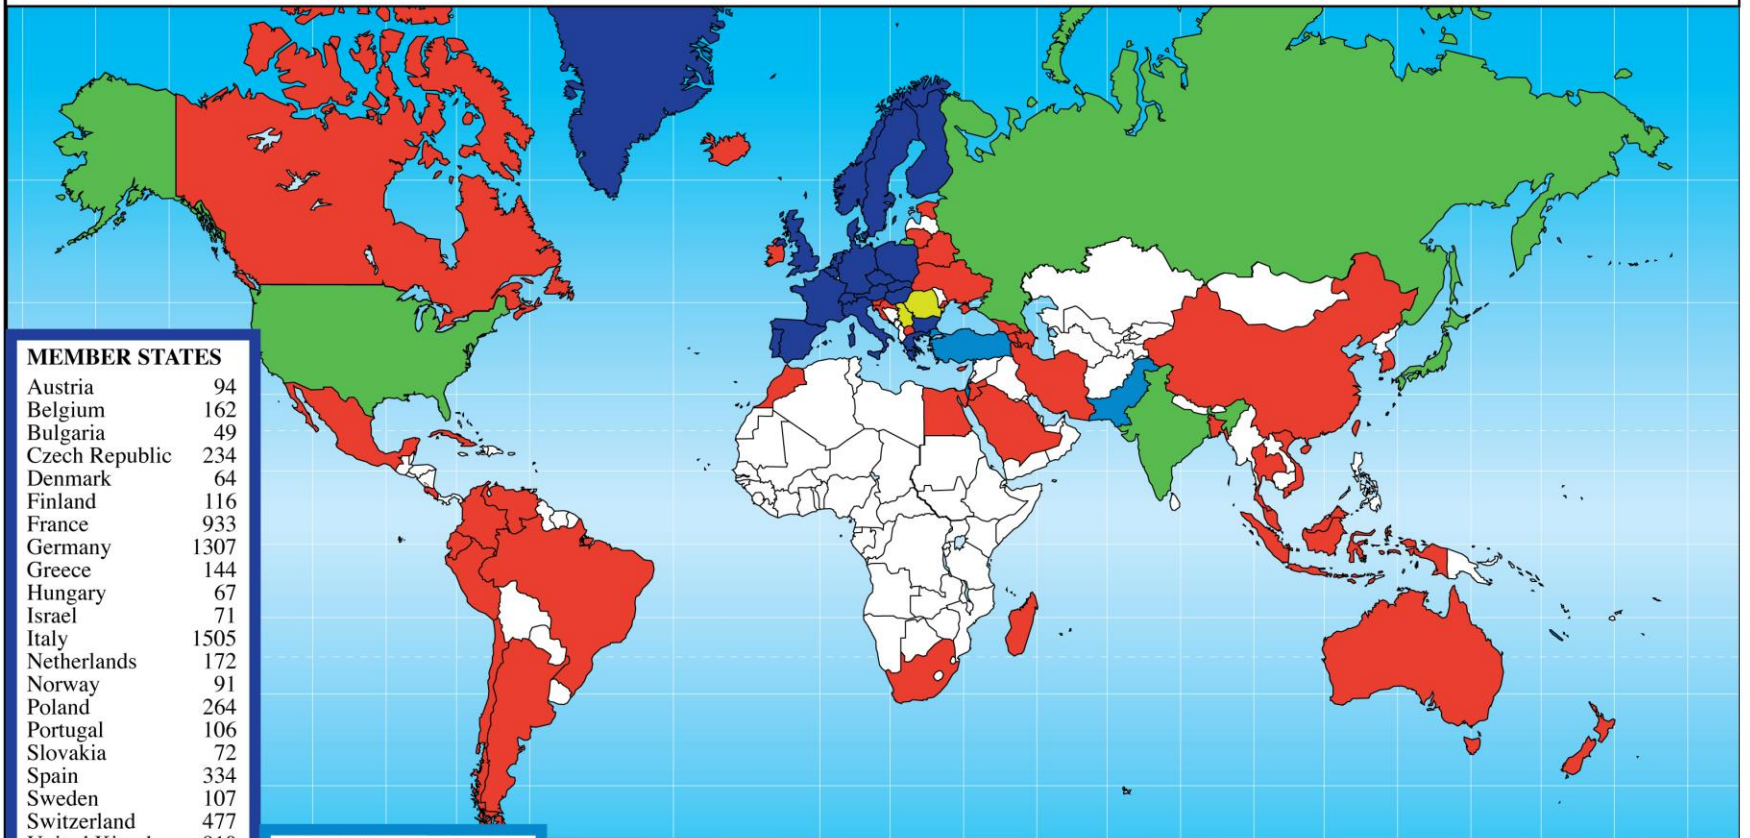 MEMBER STATES
Austria 94
Belgium 162
Bulgaria 49
Czech Republic 234
Denmark 64
Finland 116
France 933
Germany 1307
Greece 144
Hungary 67
Israel 71
Italy 1505
Netherlands 172
Norway 91
Poland 264
Portugal 106
Slovakia 72
Spain 334
Sweden 107
Switzerland 477